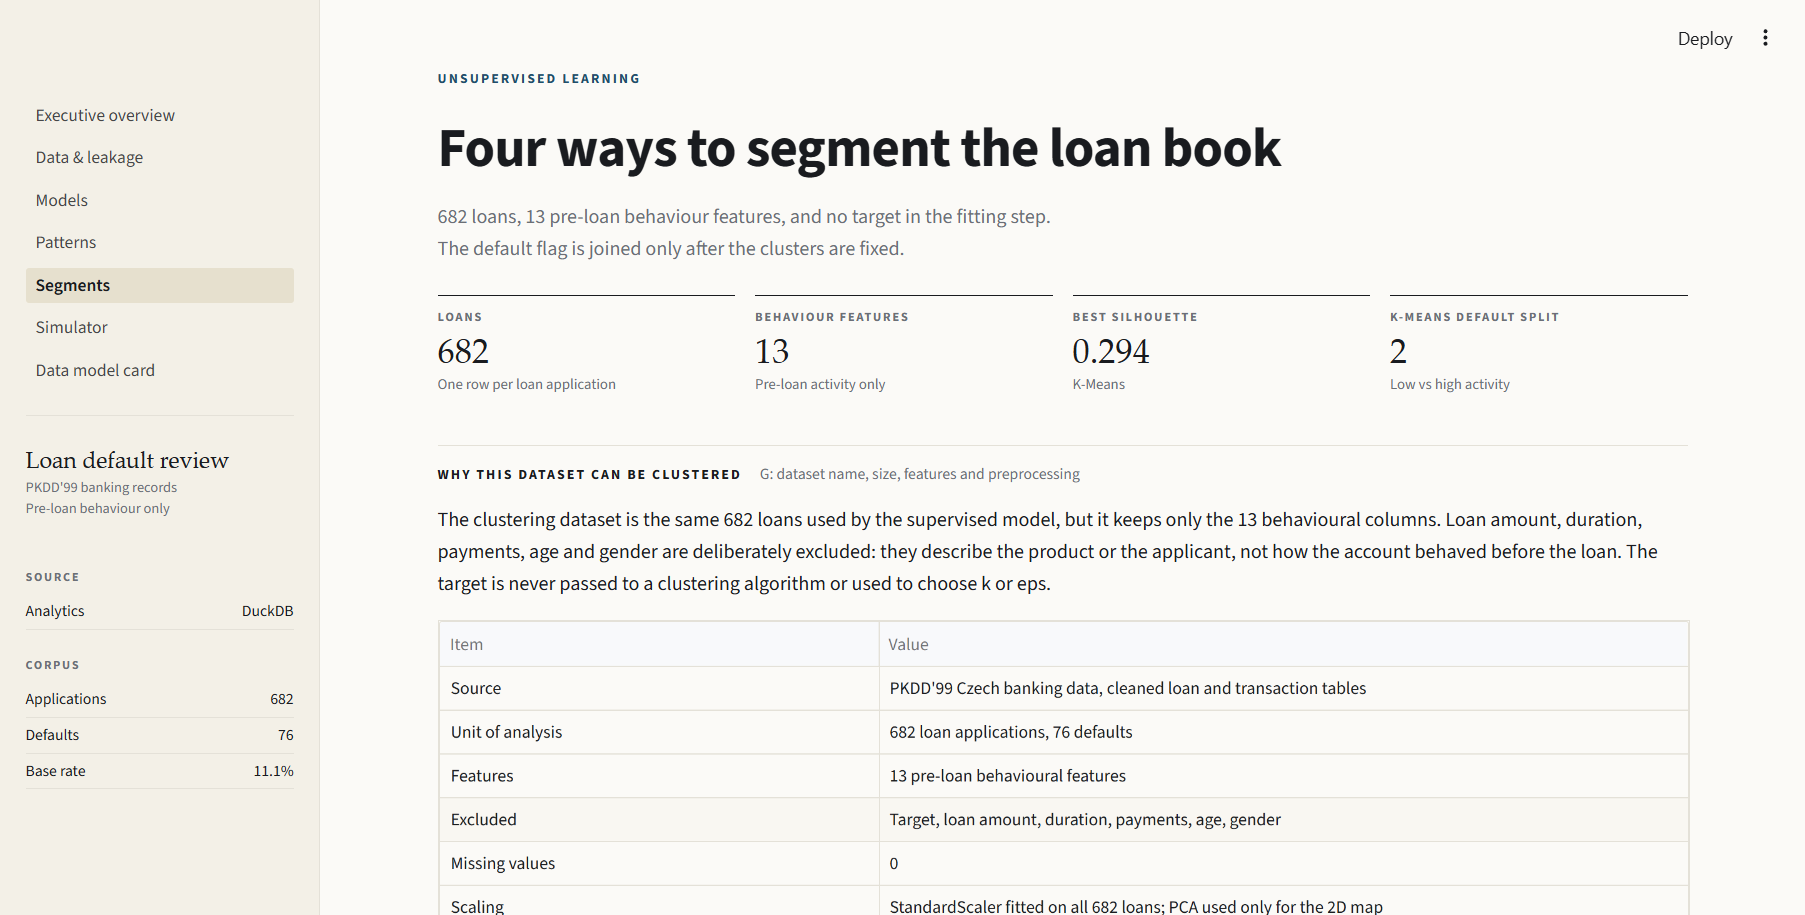 Deploy
Executive overview
Data & leakage
Models
Patterns
Segments
Simulator
Data model card
Loan default review
PKDD'99 banking records
Pre-loan behaviour only
SOURCE
Analytics DuckDB
CORPUS
Applications 682
Defaults 76
Base rate 11.1%
UNSUPERVISED LEARNING
Four ways to segment the loan book
682 loans, 13 pre-loan behaviour features, and no target in the fitting step.
The default flag is joined only after the clusters are fixed.
LOANS
682
One row per loan application
BEHAVIOUR FEATURES
13
Pre-loan activity only
BEST SILHOUETTE
0.294
K-Means
K-MEANS DEFAULT SPLIT
2
Low vs high activity
WHY THIS DATASET CAN BE CLUSTERED G: dataset name, size, features and preprocessing
The clustering dataset is the same 682 loans used by the supervised model, but it keeps only the 13 behavioural columns. Loan amount, duration,
payments, age and gender are deliberately excluded: they describe the product or the applicant, not how the account behaved before the loan. The
target is never passed to a clustering algorithm or used to choose k or eps.
Item Value
Source PKDD'99 Czech banking data, cleaned loan and transaction tables
Unit of analysis 682 loan applications, 76 defaults
Features 13 pre-loan behavioural features
Excluded Target, loan amount, duration, payments, age, gender
Missing values 0
Scaling StandardScaler fitted on all 682 loans; PCA used only for the 2D map